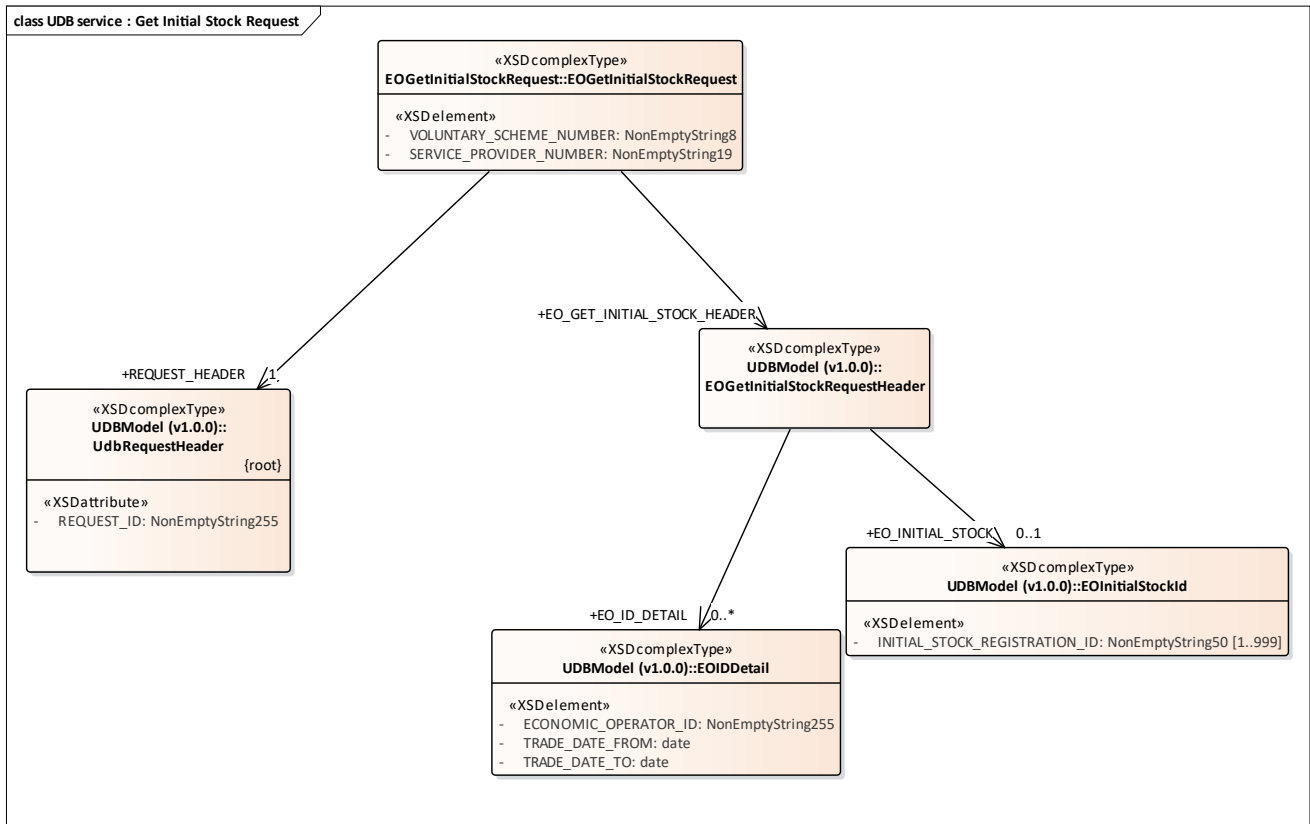 class UDB service : Get Initial Stock Request
«XSDcomplexType»
EOGetInitialStockRequest::EOGetInitialStockRequest
«XSDelement»
- VOLUNTARY_SCHEME_NUMBER: NonEmptyString8
- SERVICE_PROVIDER_NUMBER: NonEmptyString19
+EO_GET_INITIAL_STOCK_HEADER
«XSDcomplexType»
UDBModel (v1.0.0)::
EOGetInitialStockRequestHeader
+REQUEST_HEADER 1
«XSDcomplexType»
UDBModel (v1.0.0)::
UdbRequestHeader
{root}
«XSDattribute»
- REQUEST_ID: NonEmptyString255
+EO_INITIAL_STOCK 0..1
«XSDcomplexType»
UDBModel (v1.0.0)::EOInitialStockId
«XSDelement»
- INITIAL_STOCK_REGISTRATION_ID: NonEmptyString50 [1..999]
+EO_ID_DETAIL 0..*
«XSDcomplexType»
UDBModel (v1.0.0)::EOIDDetail
«XSDelement»
- ECONOMIC_OPERATOR_ID: NonEmptyString255
- TRADE_DATE_FROM: date
- TRADE_DATE_TO: date